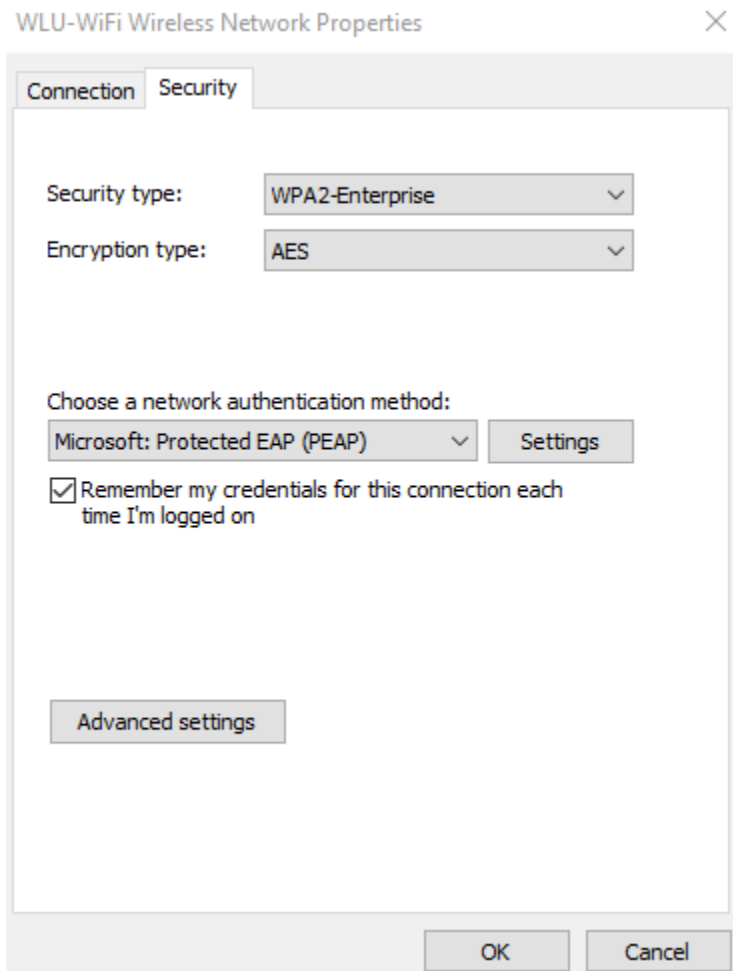 WLU-WiFi Wireless Network Properties
Connection Security
Security type: WPA2-Enterprise
Encryption type: AES
Choose a network authentication method:
Microsoft: Protected EAP (PEAP) Settings
Remember my credentials for this connection each
time I'm logged on
Advanced settings
OK Cancel